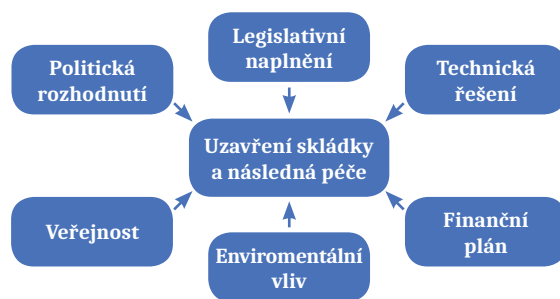 Legislativní
naplnění
Politická
rozhodnutí
Technická
řešení
Uzavření skládky
a následná péče
Veřejnost
Finanční
plán
Enviromentální
vliv